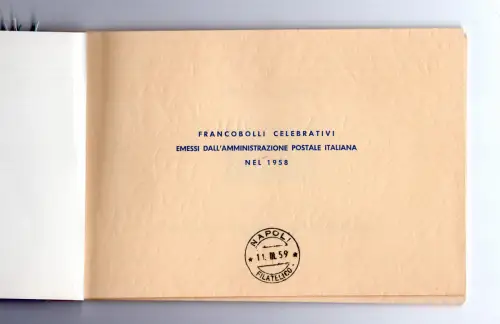 FRANCOBOLLI CELEBRATIVI
EMESSI DALL'AMMINISTRAZIONE POSTALE ITALIANA
NEL 1958
NAPOLI
* 11. III. 59 *
FILATELICO